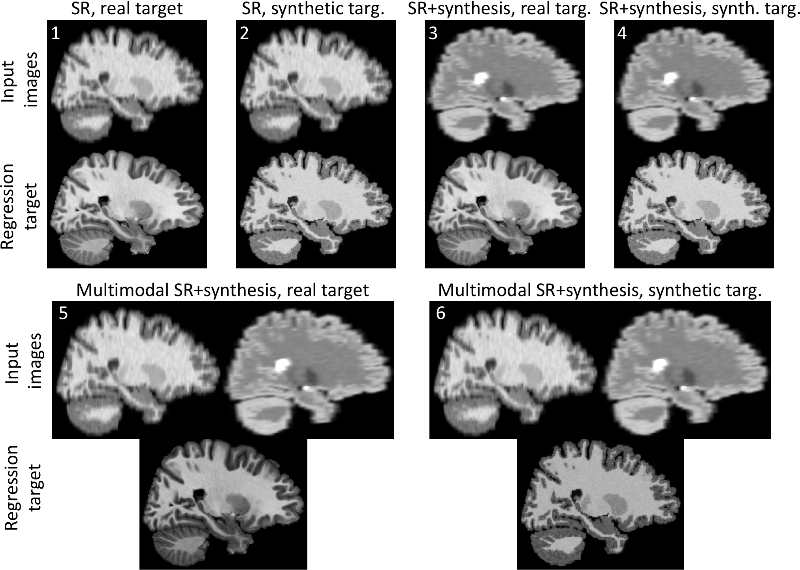 SR, real target
SR, synthetic targ.
SR+synthesis, real targ.
SR+synthesis, synth. targ.
1
2
3
4
Input
images
Regression
target
Multimodal SR+synthesis, real target
Multimodal SR+synthesis, synthetic targ.
5
6
Input
images
Regression
target